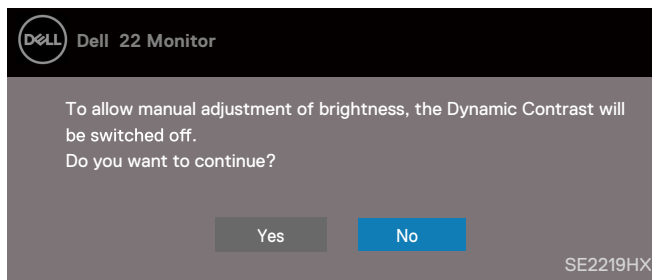 DELL Dell 22 Monitor
To allow manual adjustment of brightness, the Dynamic Contrast will
be switched off.
Do you want to continue?
Yes No
SE2219HX